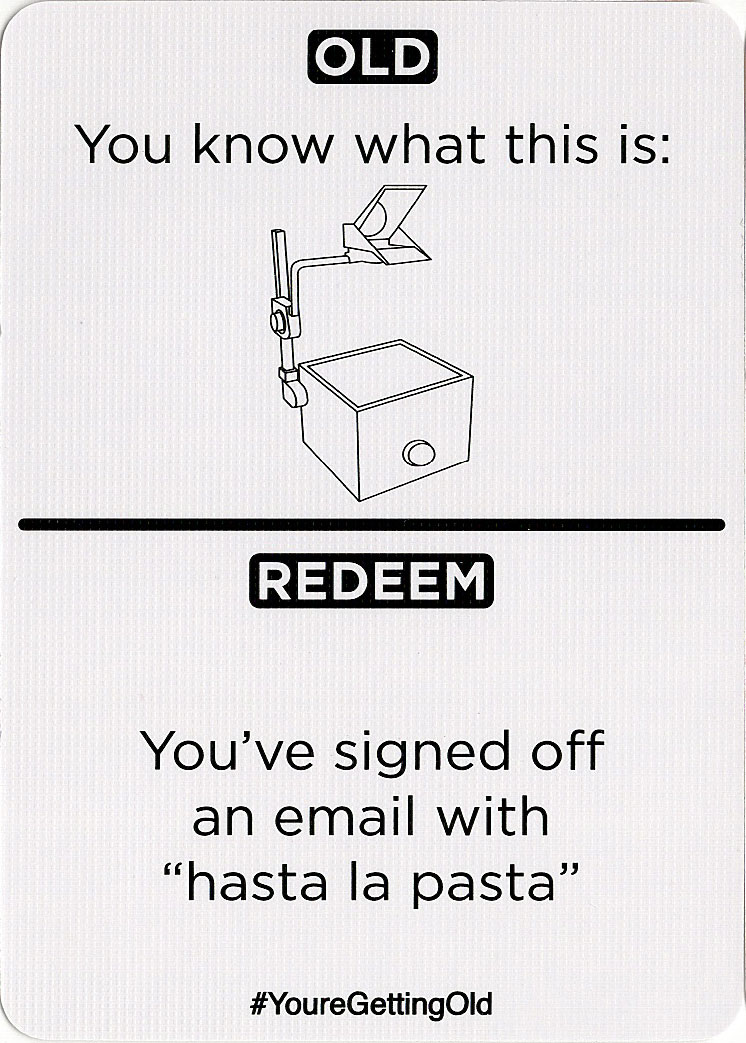 OLD
You know what this is:
REDEEM
You’ve signed off
an email with
“hasta la pasta”
#YoureGettingOld